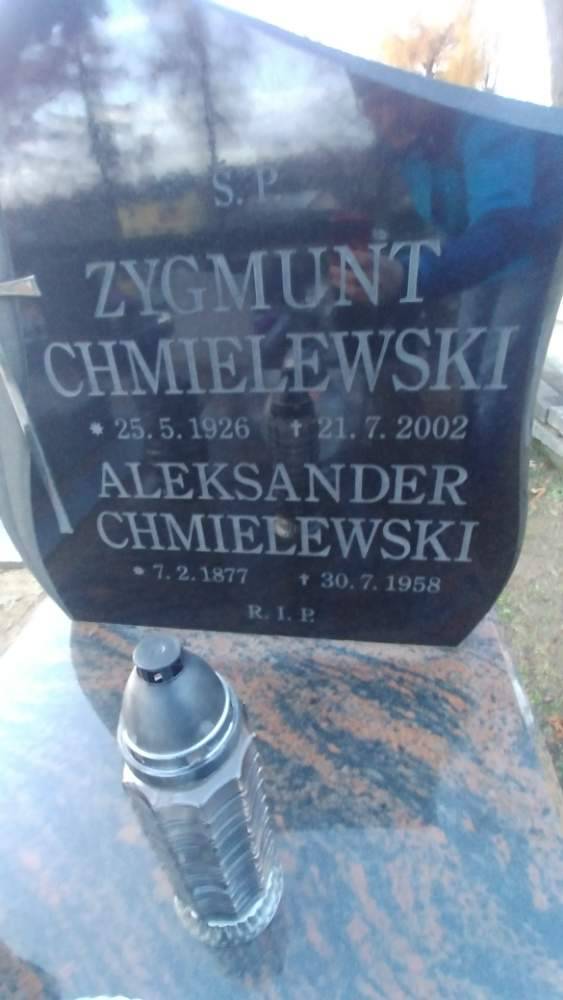 Ś. P.
ZYGMUNT
CHMIELEWSKI
* 25. 5. 1926 † 21. 7. 2002
ALEKSANDER
CHMIELEWSKI
* 7. 2. 1877 † 30. 7. 1958
R. I. P.